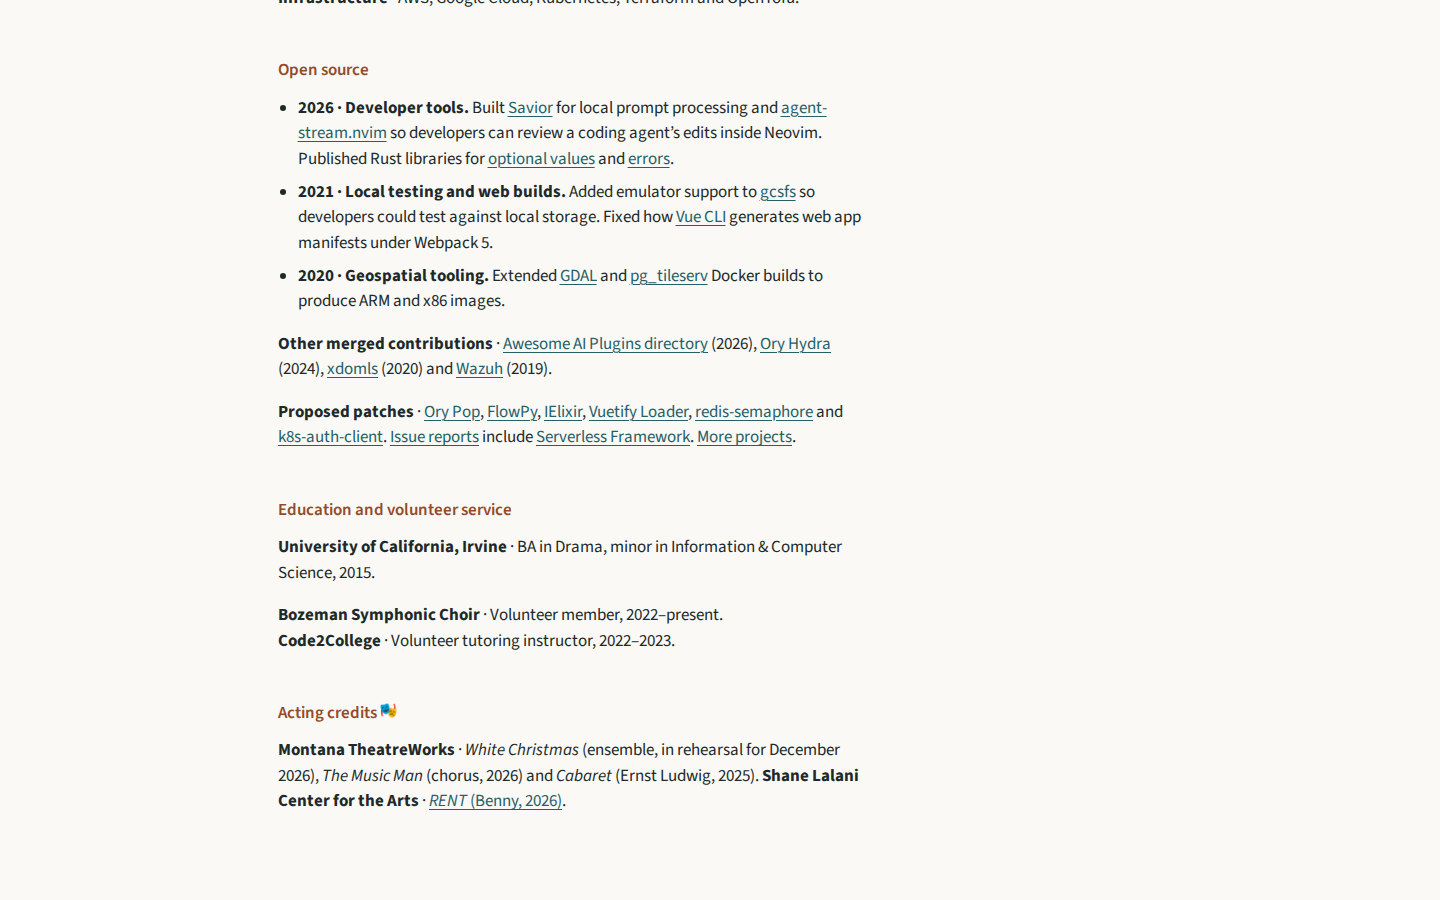 Infrastructure · AWS, Google Cloud, Kubernetes, Terraform and OpenTofu.
Open source
2026 · Developer tools. Built Savior for local prompt processing and agent-
stream.nvim so developers can review a coding agent’s edits inside Neovim.
Published Rust libraries for optional values and errors.
2021 · Local testing and web builds. Added emulator support to gcsfs so
developers could test against local storage. Fixed how Vue CLI generates web app
manifests under Webpack 5.
2020 · Geospatial tooling. Extended GDAL and pg_tileserv Docker builds to
produce ARM and x86 images.
Other merged contributions · Awesome AI Plugins directory (2026), Ory Hydra
(2024), xdomls (2020) and Wazuh (2019).
Proposed patches · Ory Pop, FlowPy, IElixir, Vuetify Loader, redis-semaphore and
k8s-auth-client. Issue reports include Serverless Framework. More projects.
Education and volunteer service
University of California, Irvine · BA in Drama, minor in Information & Computer
Science, 2015.
Bozeman Symphonic Choir · Volunteer member, 2022–present.
Code2College · Volunteer tutoring instructor, 2022–2023.
Acting credits
Montana TheatreWorks · White Christmas (ensemble, in rehearsal for December
2026), The Music Man (chorus, 2026) and Cabaret (Ernst Ludwig, 2025). Shane Lalani
Center for the Arts · RENT (Benny, 2026).